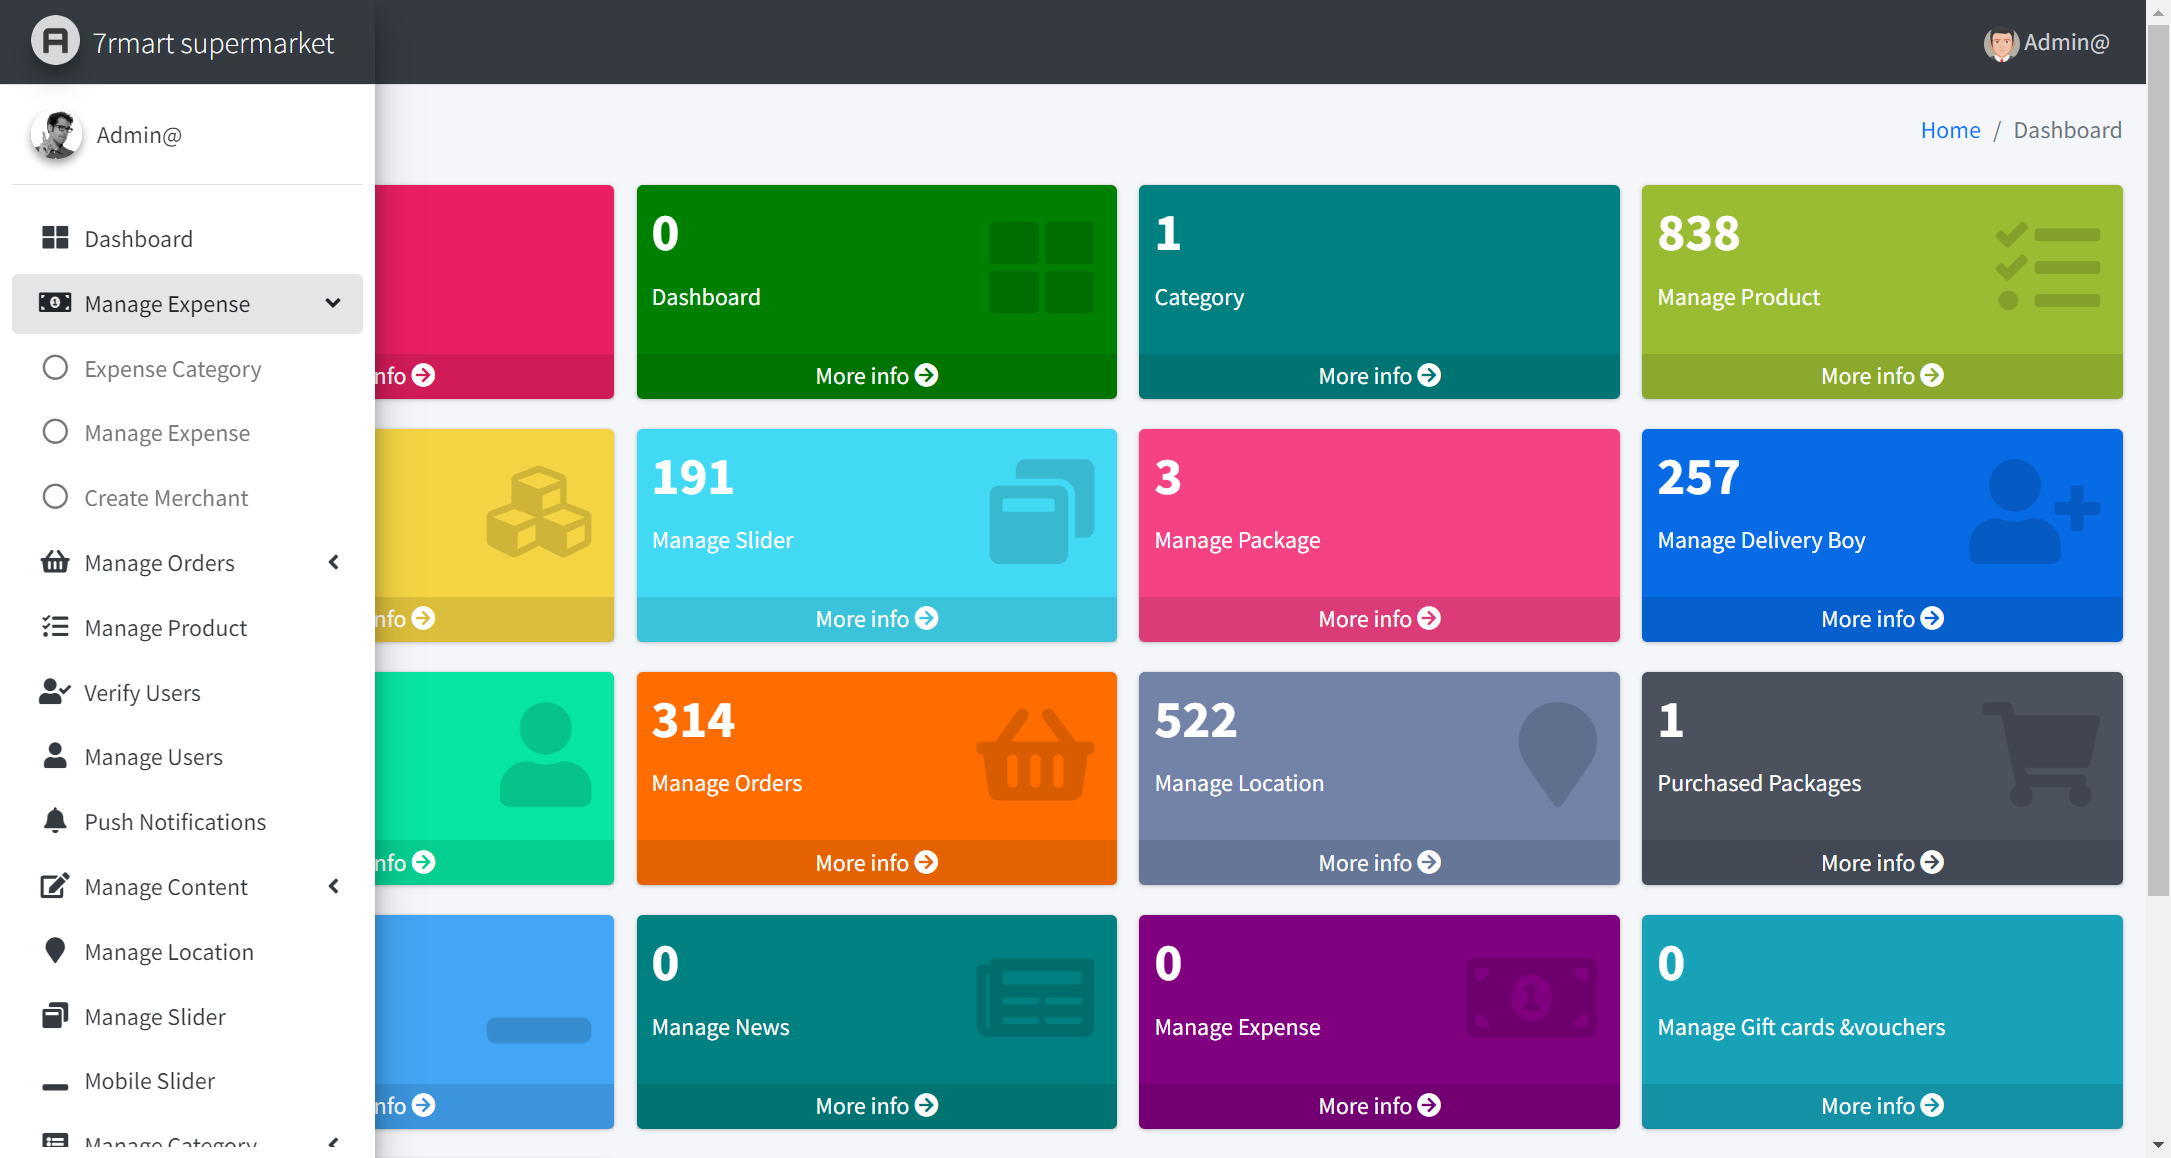 7rmart supermarket
Admin@
Admin@
Home / Dashboard
Dashboard
Manage Expense
Expense Category
Manage Expense
Create Merchant
Manage Orders
Manage Product
Verify Users
Manage Users
Push Notifications
Manage Content
Manage Location
Manage Slider
Mobile Slider
Manage Category
nfo
0
Dashboard
More info
1
Category
More info
838
Manage Product
More info
nfo
191
Manage Slider
More info
3
Manage Package
More info
257
Manage Delivery Boy
More info
nfo
314
Manage Orders
More info
522
Manage Location
More info
1
Purchased Packages
More info
nfo
0
Manage News
More info
0
Manage Expense
More info
0
Manage Gift cards &vouchers
More info